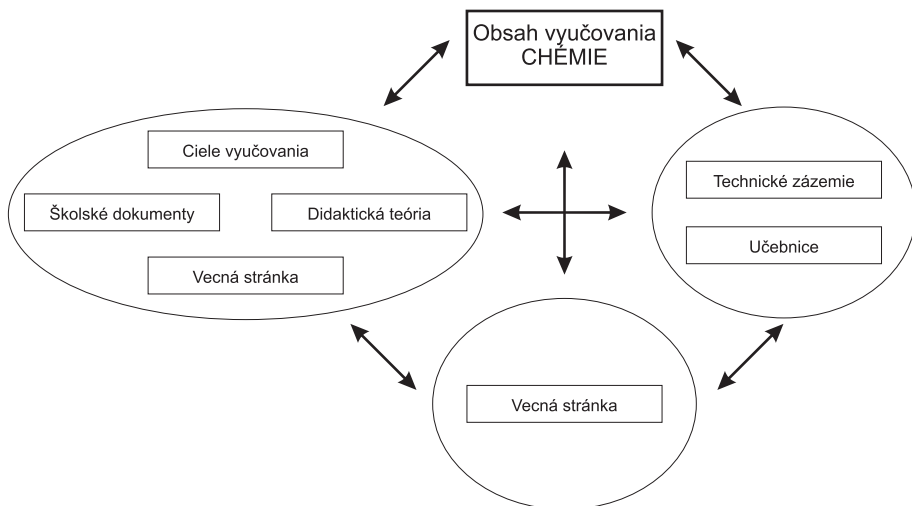 Obsah vyučovania
CHÉMIE
Ciele vyučovania
Školské dokumenty
Didaktická teória
Vecná stránka
Technické zázemie
Učebnice
Vecná stránka